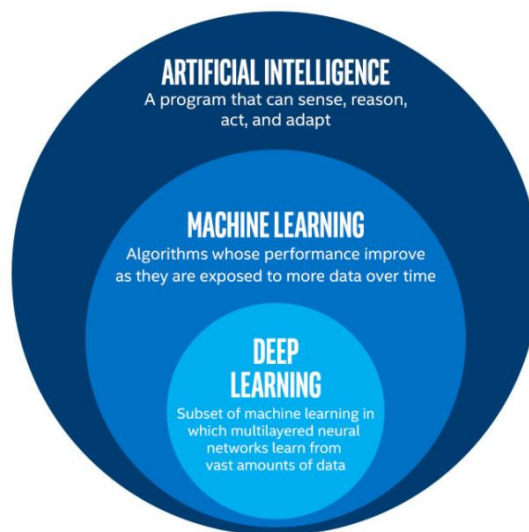 ARTIFICIAL INTELLIGENCE
A program that can sense, reason,
act, and adapt
MACHINE LEARNING
Algorithms whose performance improve
as they are exposed to more data over time
DEEP
LEARNING
Subset of machine learning in
which multilayered neural
networks learn from
vast amounts of data